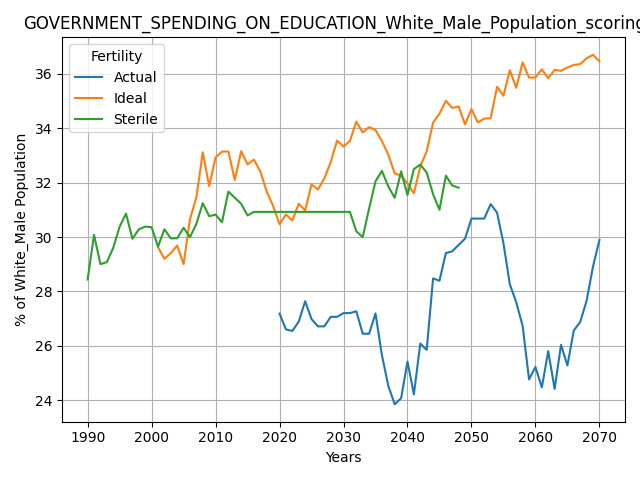 GOVERNMENT_SPENDING_ON_EDUCATION_White_Male_Population_scoring
Fertility
Actual
Ideal
Sterile
36
34
32
30
28
26
24
% of White_Male Population
1990 2000 2010 2020 2030 2040 2050 2060 2070
Years